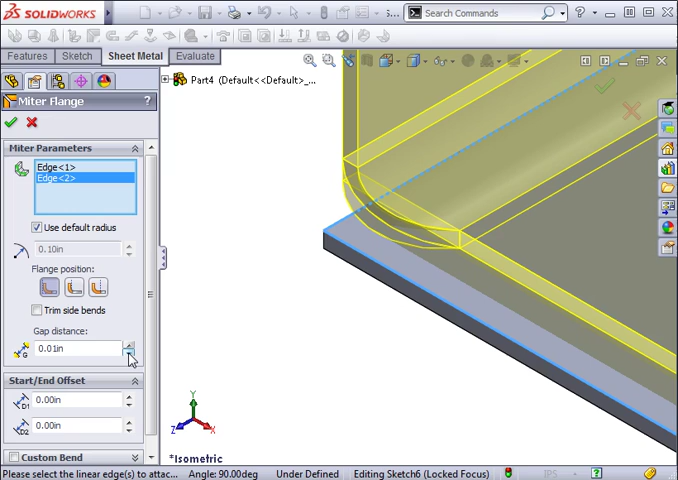 SOLIDWORKS
s...
Search Commands
?
Features
Sketch
Sheet Metal
Evaluate
Part4 (Default<<Default>_...
Miter Flange
?
Miter Parameters
Edge<1>
Edge<2>
Use default radius
0.10in
Flange position:
Trim side bends
Gap distance:
G
0.01in
Start/End Offset
D1
0.00in
D2
0.00in
Custom Bend
Y
Z
X
*Isometric
Please select the linear edge(s) to attac...
Angle: 90.00deg
Under Defined
Editing Sketch6 (Locked Focus)
IPS
?